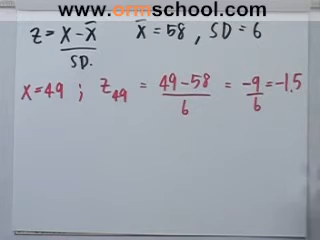 www.ormschool.com
z = x - x̄ / SD. x̄ = 58 , SD = 6
x = 49 ; z₄₉ = 49 - 58 / 6 = -9 / 6 = -1.5